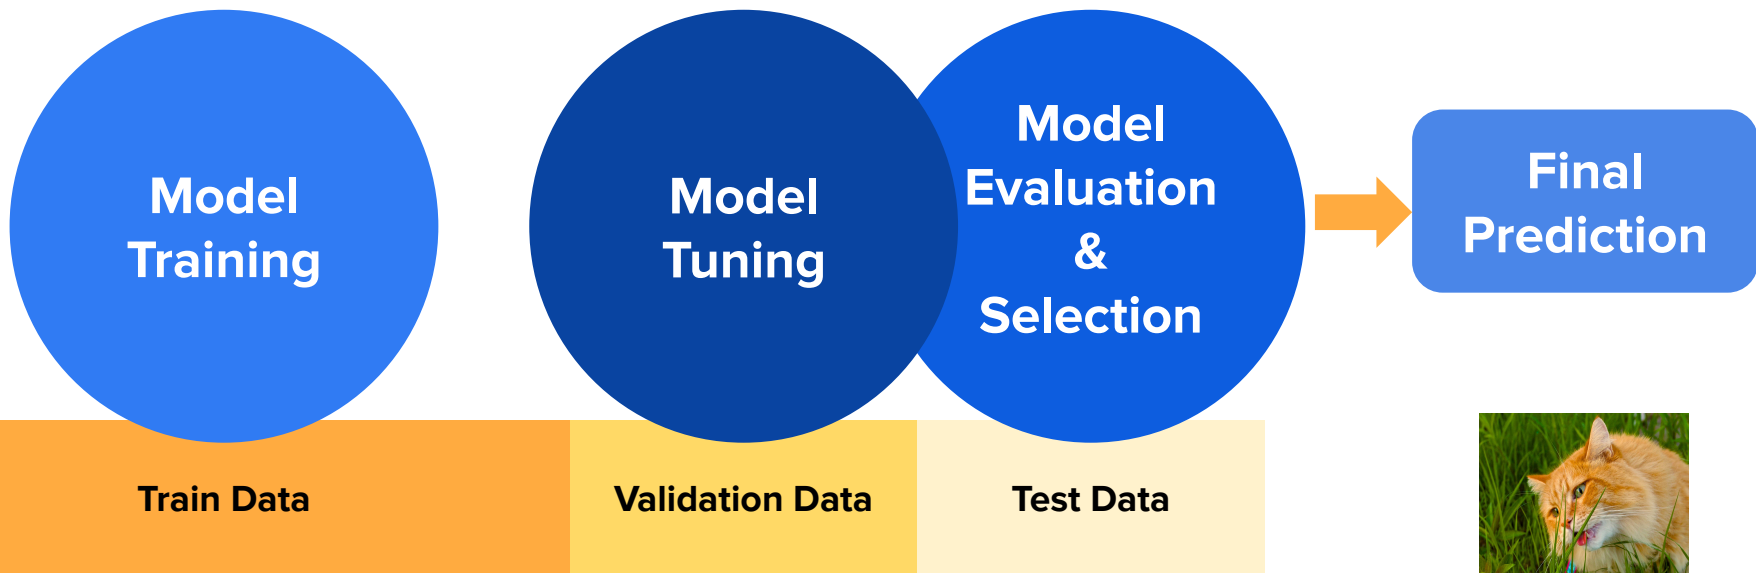 Model
Training
Model
Tuning
Model
Evaluation
&
Selection
Final
Prediction
Train Data
Validation Data
Test Data